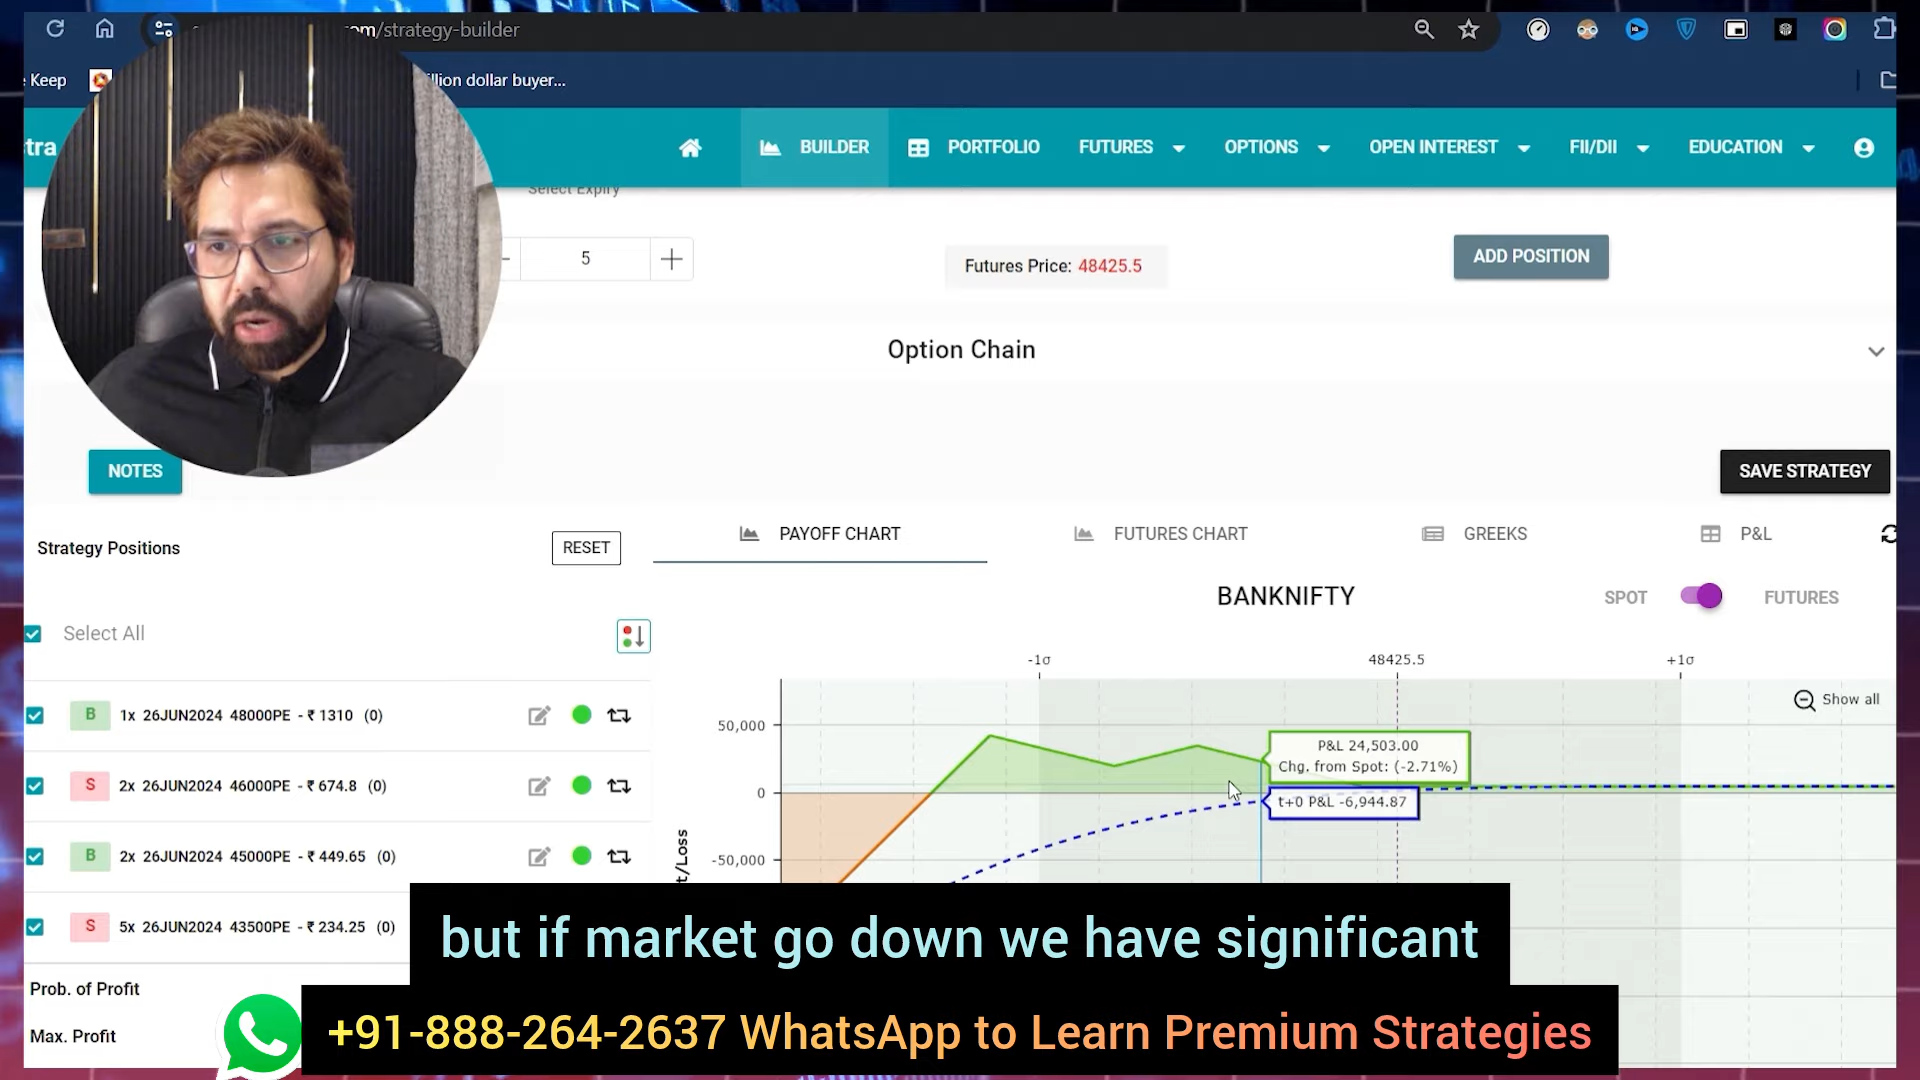 om/strategy-builder
Keep
illion dollar buyer...
stra
BUILDER
PORTFOLIO
FUTURES
OPTIONS
OPEN INTEREST
FII/DII
EDUCATION
Select Expiry
- 5 +
Futures Price: 48425.5
ADD POSITION
Option Chain
NOTES
SAVE STRATEGY
PAYOFF CHART
FUTURES CHART
GREEKS
P&L
Strategy Positions
RESET
BANKNIFTY
SPOT
FUTURES
Select All
-1σ
48425.5
+1σ
Show all
B 1x 26JUN2024 48000PE - ₹ 1310 (0)
S 2x 26JUN2024 46000PE - ₹ 674.8 (0)
B 2x 26JUN2024 45000PE - ₹ 449.65 (0)
S 5x 26JUN2024 43500PE - ₹ 234.25 (0)
50,000
0
-50,000
t/Loss
P&L 24,503.00
Chg. from Spot: (-2.71%)
t+0 P&L -6,944.87
but if market go down we have significant
Prob. of Profit
Max. Profit
+91-888-264-2637 WhatsApp to Learn Premium Strategies